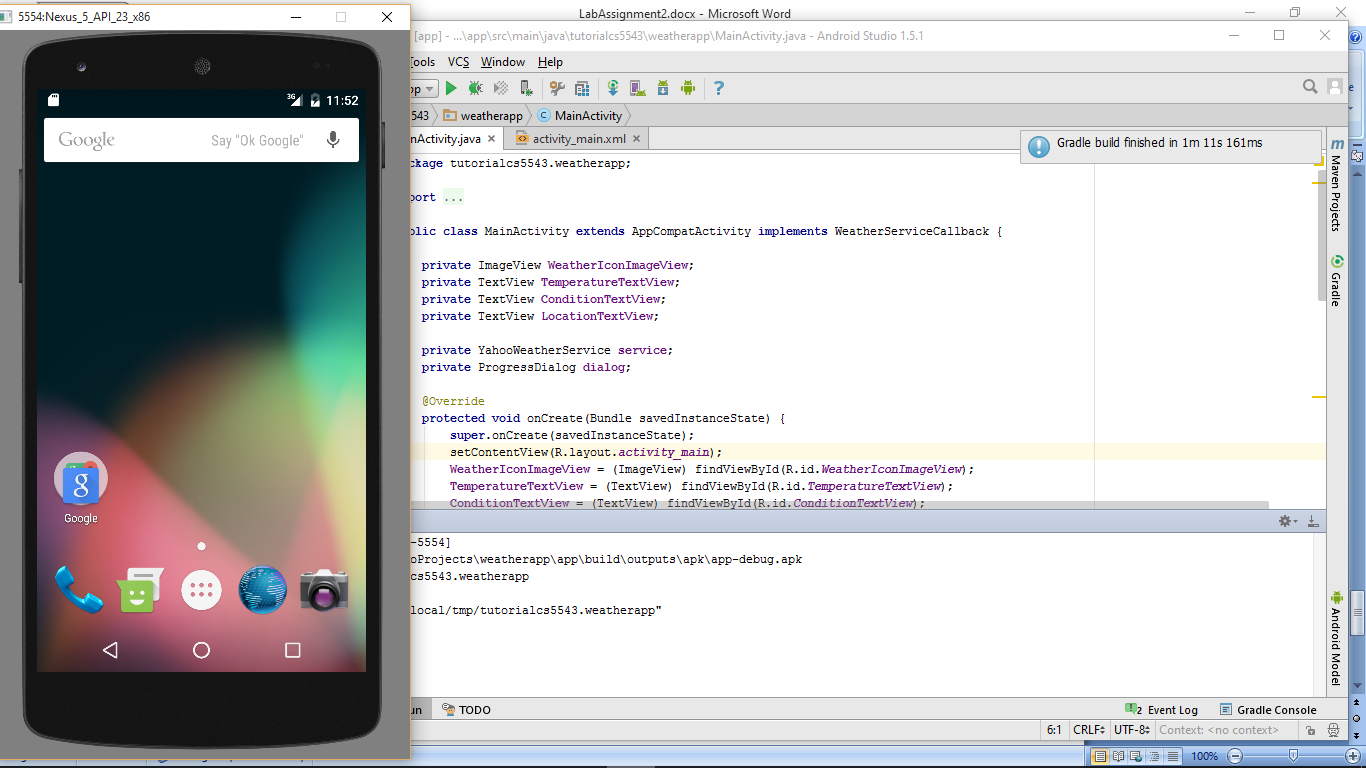 LabAssignment2.docx - Microsoft Word
5554:Nexus_5_API_23_x86
[app] - ...\app\src\main\java\tutorialcs5543\weatherapp\MainActivity.java - Android Studio 1.5.1
Tools VCS Window Help
3G 11:52
Google Say "Ok Google"
weatherapp MainActivity
MainActivity.java activity_main.xml
Gradle build finished in 1m 11s 161ms
package tutorialcs5543.weatherapp;
import ...
public class MainActivity extends AppCompatActivity implements WeatherServiceCallback {
private ImageView WeatherIconImageView;
private TextView TemperatureTextView;
private TextView ConditionTextView;
private TextView LocationTextView;
private YahooWeatherService service;
private ProgressDialog dialog;
@Override
protected void onCreate(Bundle savedInstanceState) {
super.onCreate(savedInstanceState);
setContentView(R.layout.activity_main);
WeatherIconImageView = (ImageView) findViewById(R.id.WeatherIconImageView);
TemperatureTextView = (TextView) findViewById(R.id.TemperatureTextView);
ConditionTextView = (TextView) findViewById(R.id.ConditionTextView);
Maven Projects
Gradle
Android Model
Google
-5554]
oProjects\weatherapp\app\build\outputs\apk\app-debug.apk
cs5543.weatherapp
local/tmp/tutorialcs5543.weatherapp"
Run TODO
2 Event Log Gradle Console
6:1 CRLF UTF-8 Context: <no context>
100%